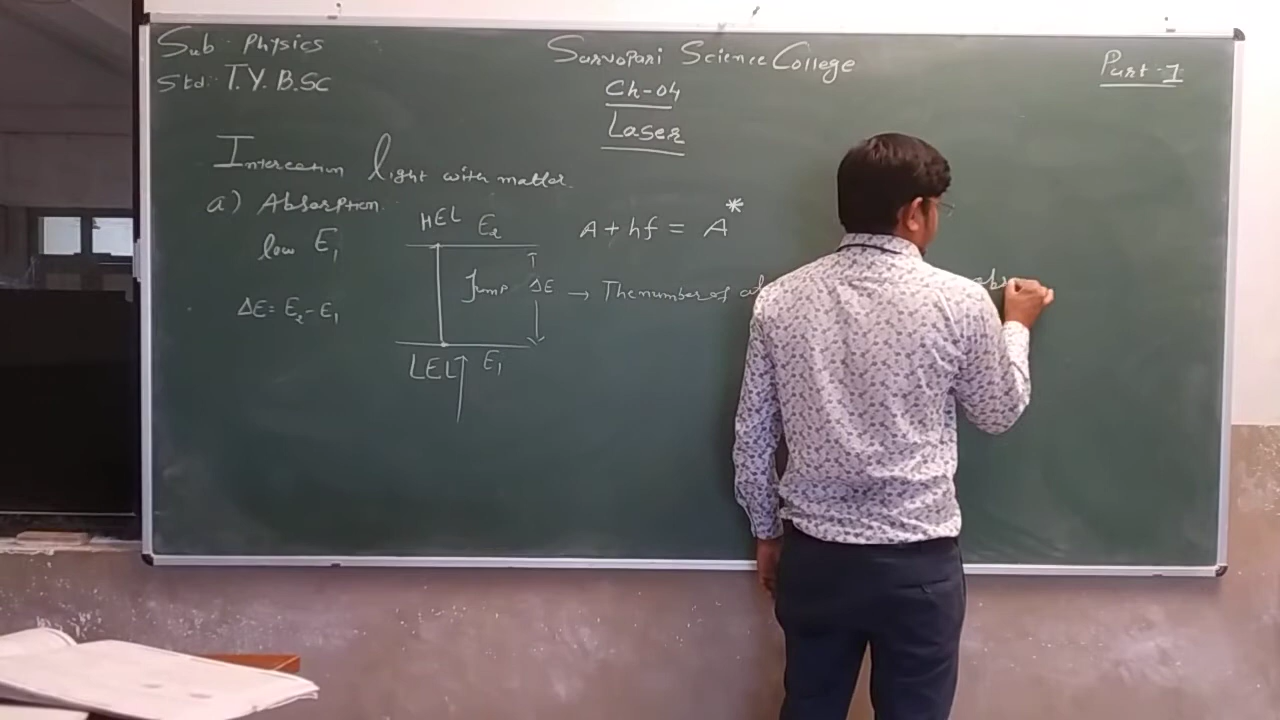 Sub: Physics
Std: T.Y.B.Sc
Sarvopari Science College
Ch-04
Laser
Part-1
Interection light with matter.
a) Absorption
low E1
ΔE = E2 - E1
HEL E2
Jump ΔE
LEL E1
A + hf = A*
→ The number of